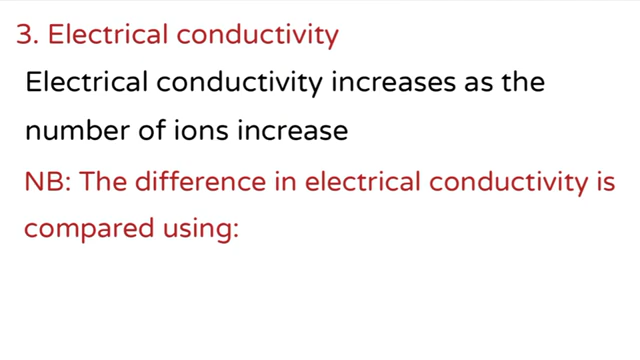 3. Electrical conductivity
Electrical conductivity increases as the
number of ions increase
NB: The difference in electrical conductivity is
compared using: